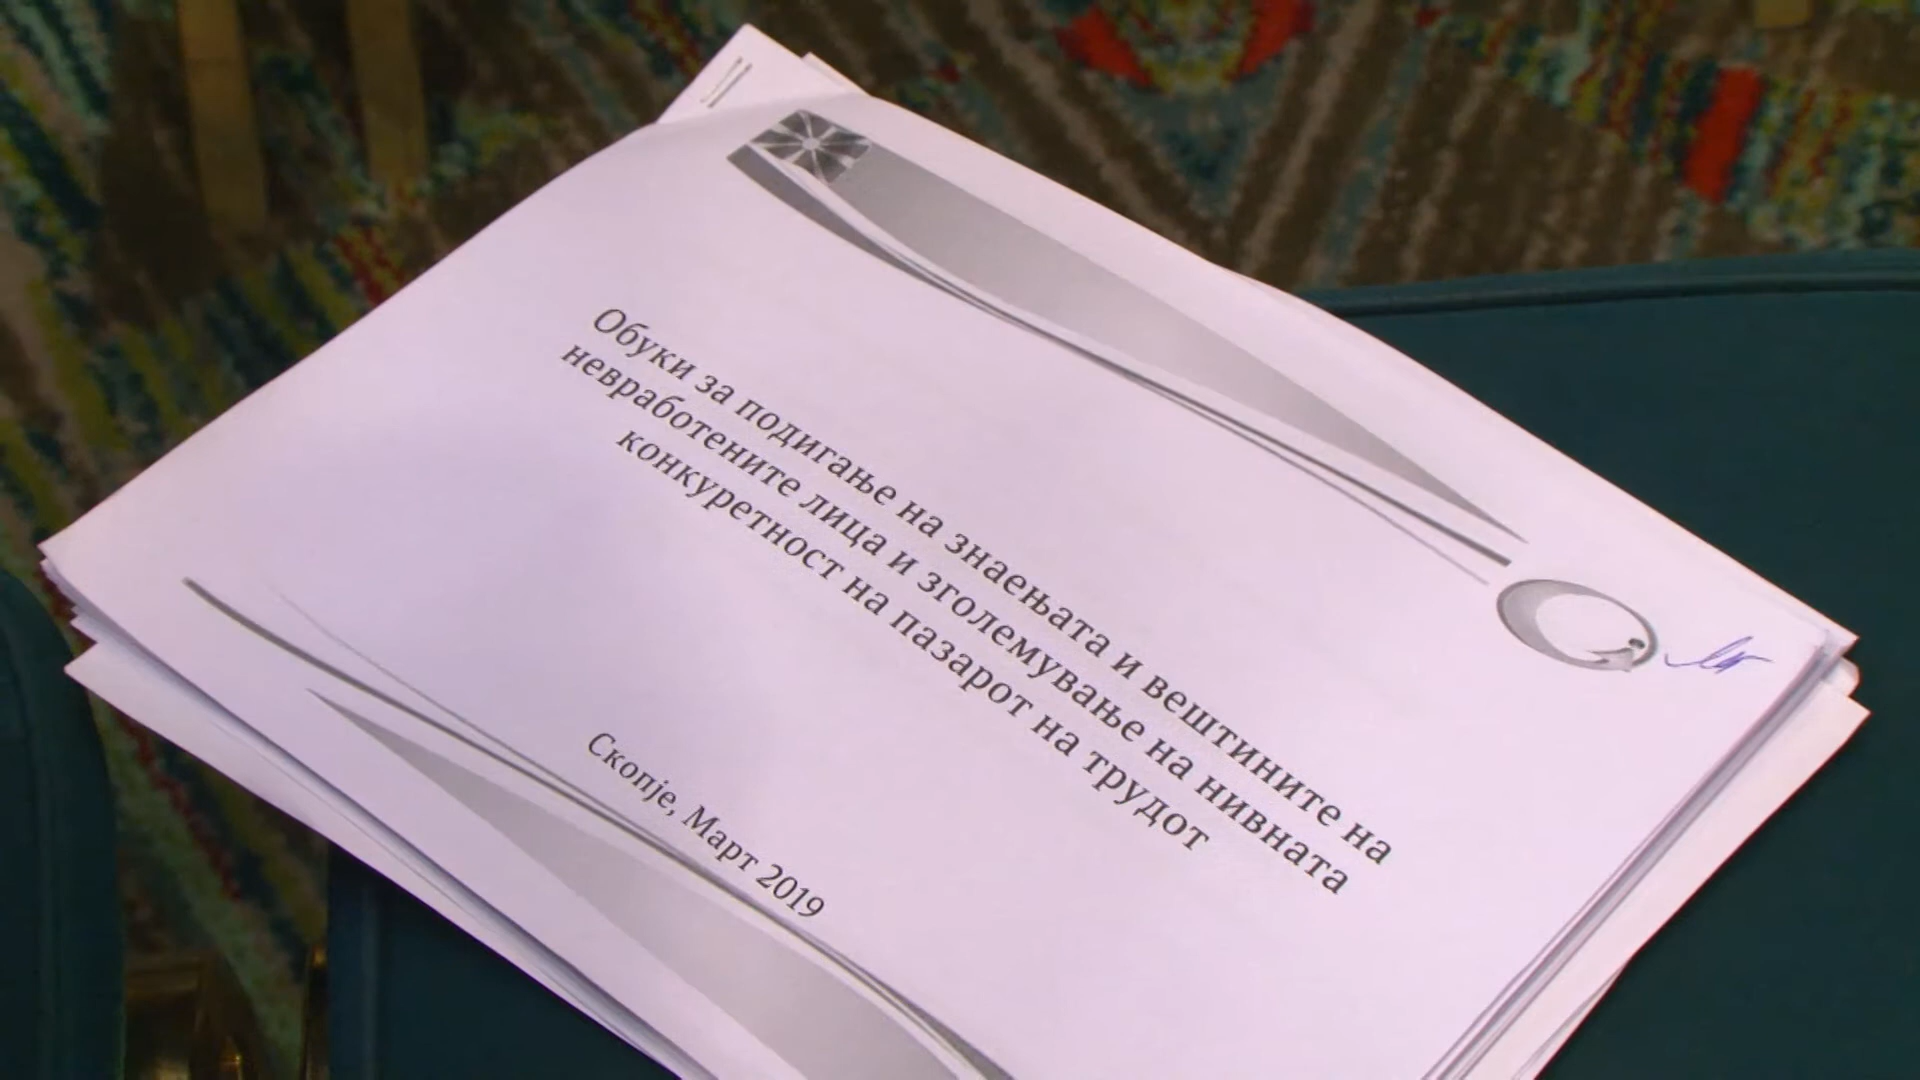 Обуки за подигање на знаењата и вештините на
невработените лица и зголемување на нивната
конкуретност на пазарот на трудот
Скопје, Март 2019